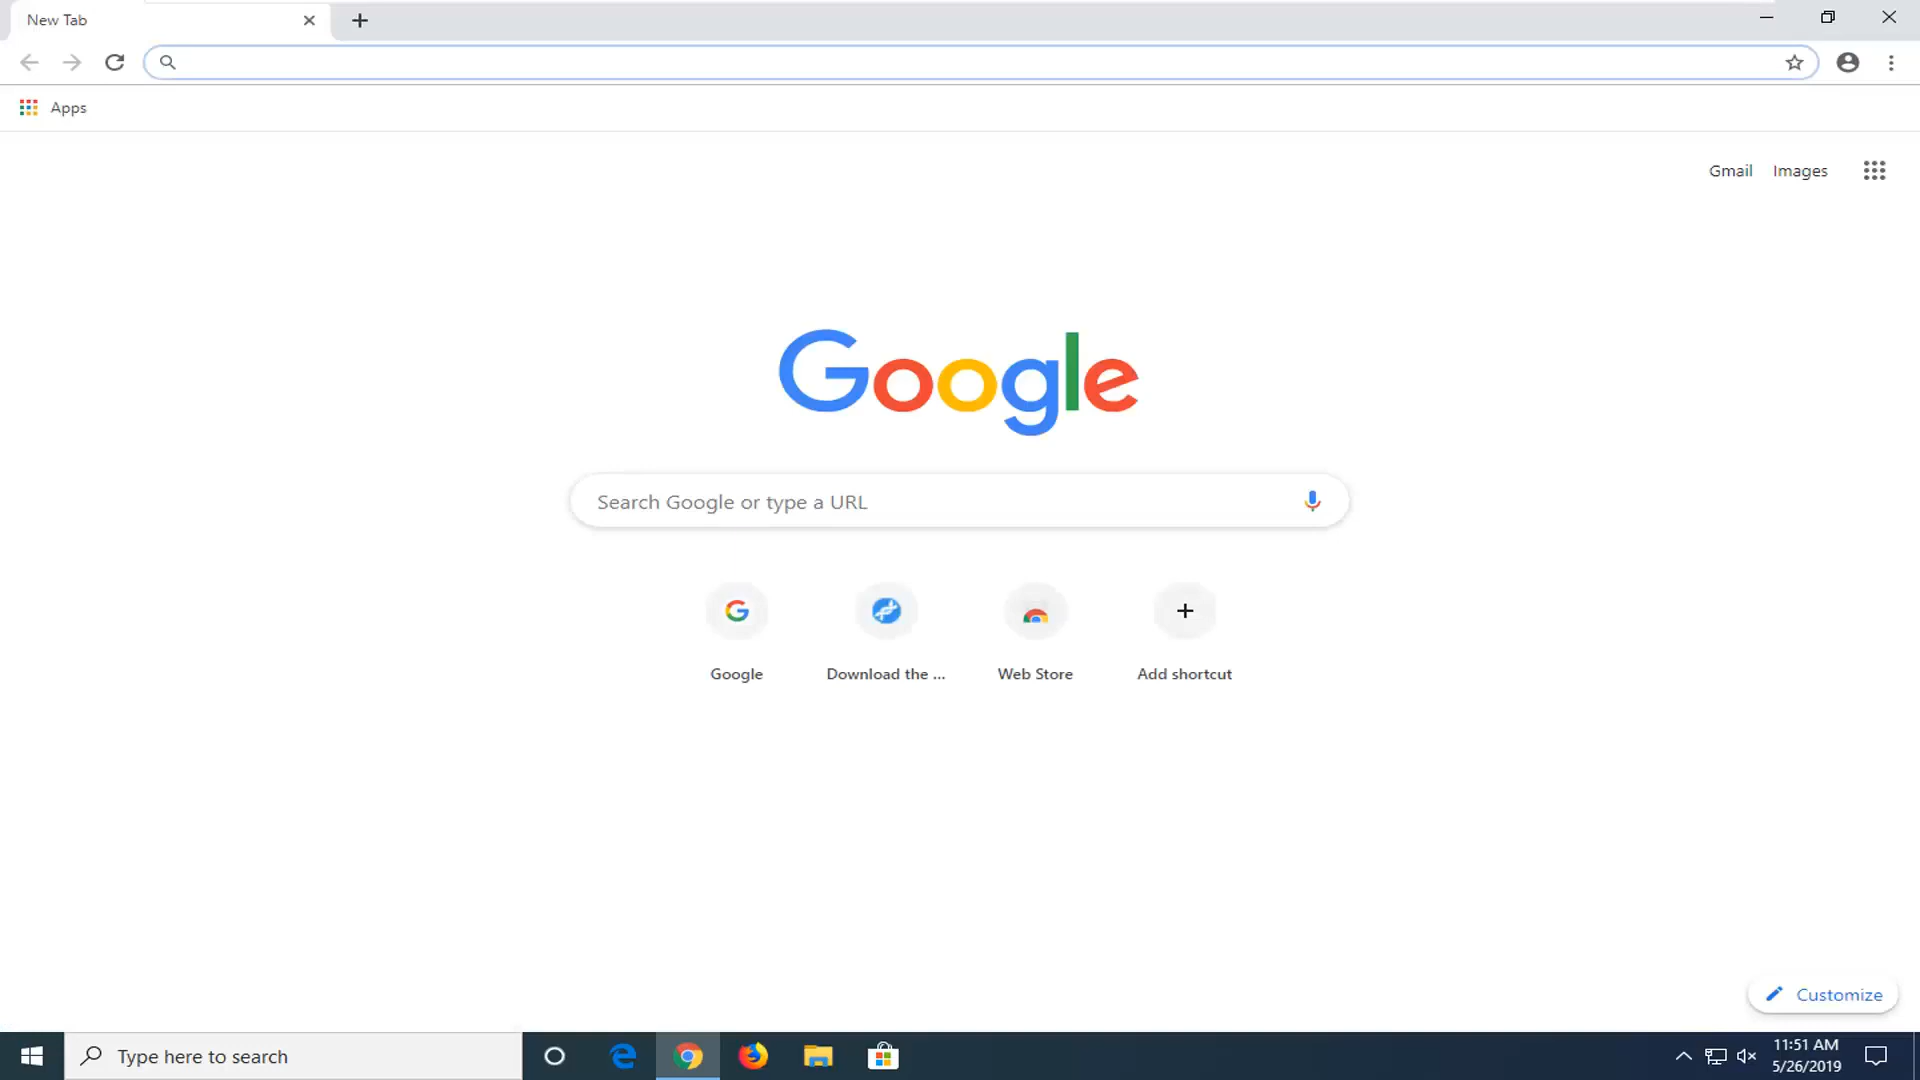 New Tab
Apps
Gmail Images
Google
Search Google or type a URL
Google Download the ... Web Store Add shortcut
Customize
Type here to search
11:51 AM
5/26/2019